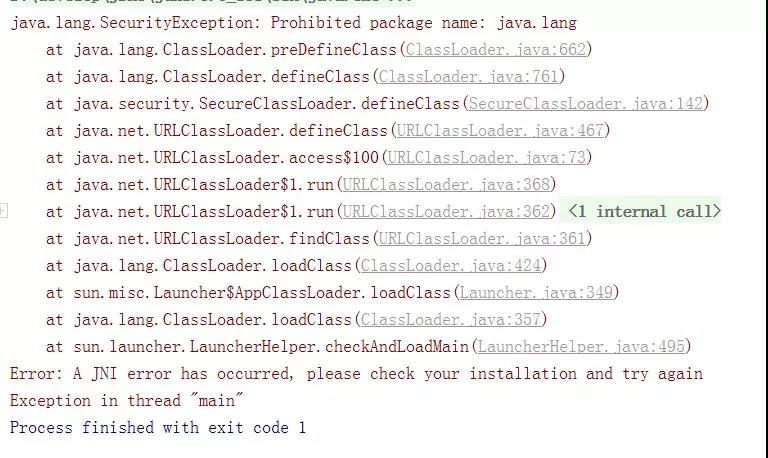 java.lang.SecurityException: Prohibited package name: java.lang
at java.lang.ClassLoader.preDefineClass(ClassLoader.java:662)
at java.lang.ClassLoader.defineClass(ClassLoader.java:761)
at java.security.SecureClassLoader.defineClass(SecureClassLoader.java:142)
at java.net.URLClassLoader.defineClass(URLClassLoader.java:467)
at java.net.URLClassLoader.access$100(URLClassLoader.java:73)
at java.net.URLClassLoader$1.run(URLClassLoader.java:368)
at java.net.URLClassLoader$1.run(URLClassLoader.java:362) <1 internal call>
at java.net.URLClassLoader.findClass(URLClassLoader.java:361)
at java.lang.ClassLoader.loadClass(ClassLoader.java:424)
at sun.misc.Launcher$AppClassLoader.loadClass(Launcher.java:349)
at java.lang.ClassLoader.loadClass(ClassLoader.java:357)
at sun.launcher.LauncherHelper.checkAndLoadMain(LauncherHelper.java:495)
Error: A JNI error has occurred, please check your installation and try again
Exception in thread "main"
Process finished with exit code 1